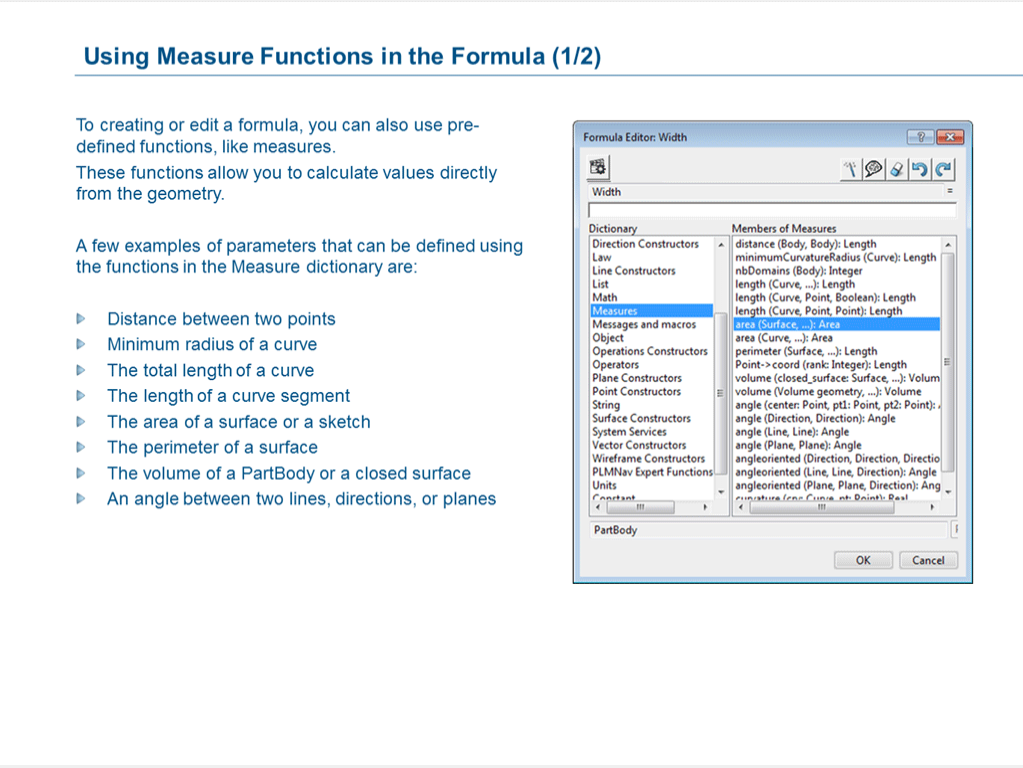 Using Measure Functions in the Formula (1/2)
To creating or edit a formula, you can also use pre-
defined functions, like measures.
These functions allow you to calculate values directly
from the geometry.
A few examples of parameters that can be defined using
the functions in the Measure dictionary are:
Distance between two points
Minimum radius of a curve
The total length of a curve
The length of a curve segment
The area of a surface or a sketch
The perimeter of a surface
The volume of a PartBody or a closed surface
An angle between two lines, directions, or planes
Formula Editor: Width
Width =
Dictionary
Direction Constructors
Law
Line Constructors
List
Math
Measures
Messages and macros
Object
Operations Constructors
Operators
Plane Constructors
Point Constructors
String
Surface Constructors
System Services
Vector Constructors
Wireframe Constructors
PLMNav Expert Functions
Units
Constant
Members of Measures
distance (Body, Body): Length
minimumCurvatureRadius (Curve): Length
nbDomains (Body): Integer
length (Curve, ...): Length
length (Curve, Point, Boolean): Length
length (Curve, Point, Point): Length
area (Surface, ...): Area
area (Curve, ...): Area
perimeter (Surface, ...): Length
Point->coord (rank: Integer): Length
volume (closed_surface: Surface, ...): Volum
volume (Volume geometry, ...): Volume
angle (center: Point, pt1: Point, pt2: Point):
angle (Direction, Direction): Angle
angle (Line, Line): Angle
angle (Plane, Plane): Angle
angleoriented (Direction, Direction, Directio
angleoriented (Line, Line, Direction): Angle
angleoriented (Plane, Plane, Direction): Ang
curvature (crv: Curve, pt: Point): Real
PartBody
OK
Cancel